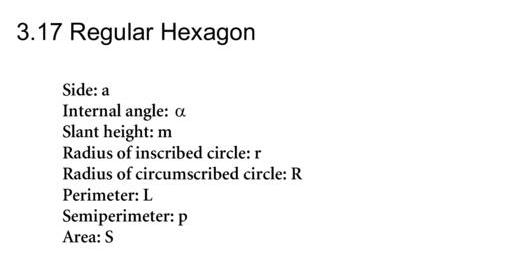 3.17 Regular Hexagon
Side: a
Internal angle: α
Slant height: m
Radius of inscribed circle: r
Radius of circumscribed circle: R
Perimeter: L
Semiperimeter: p
Area: S